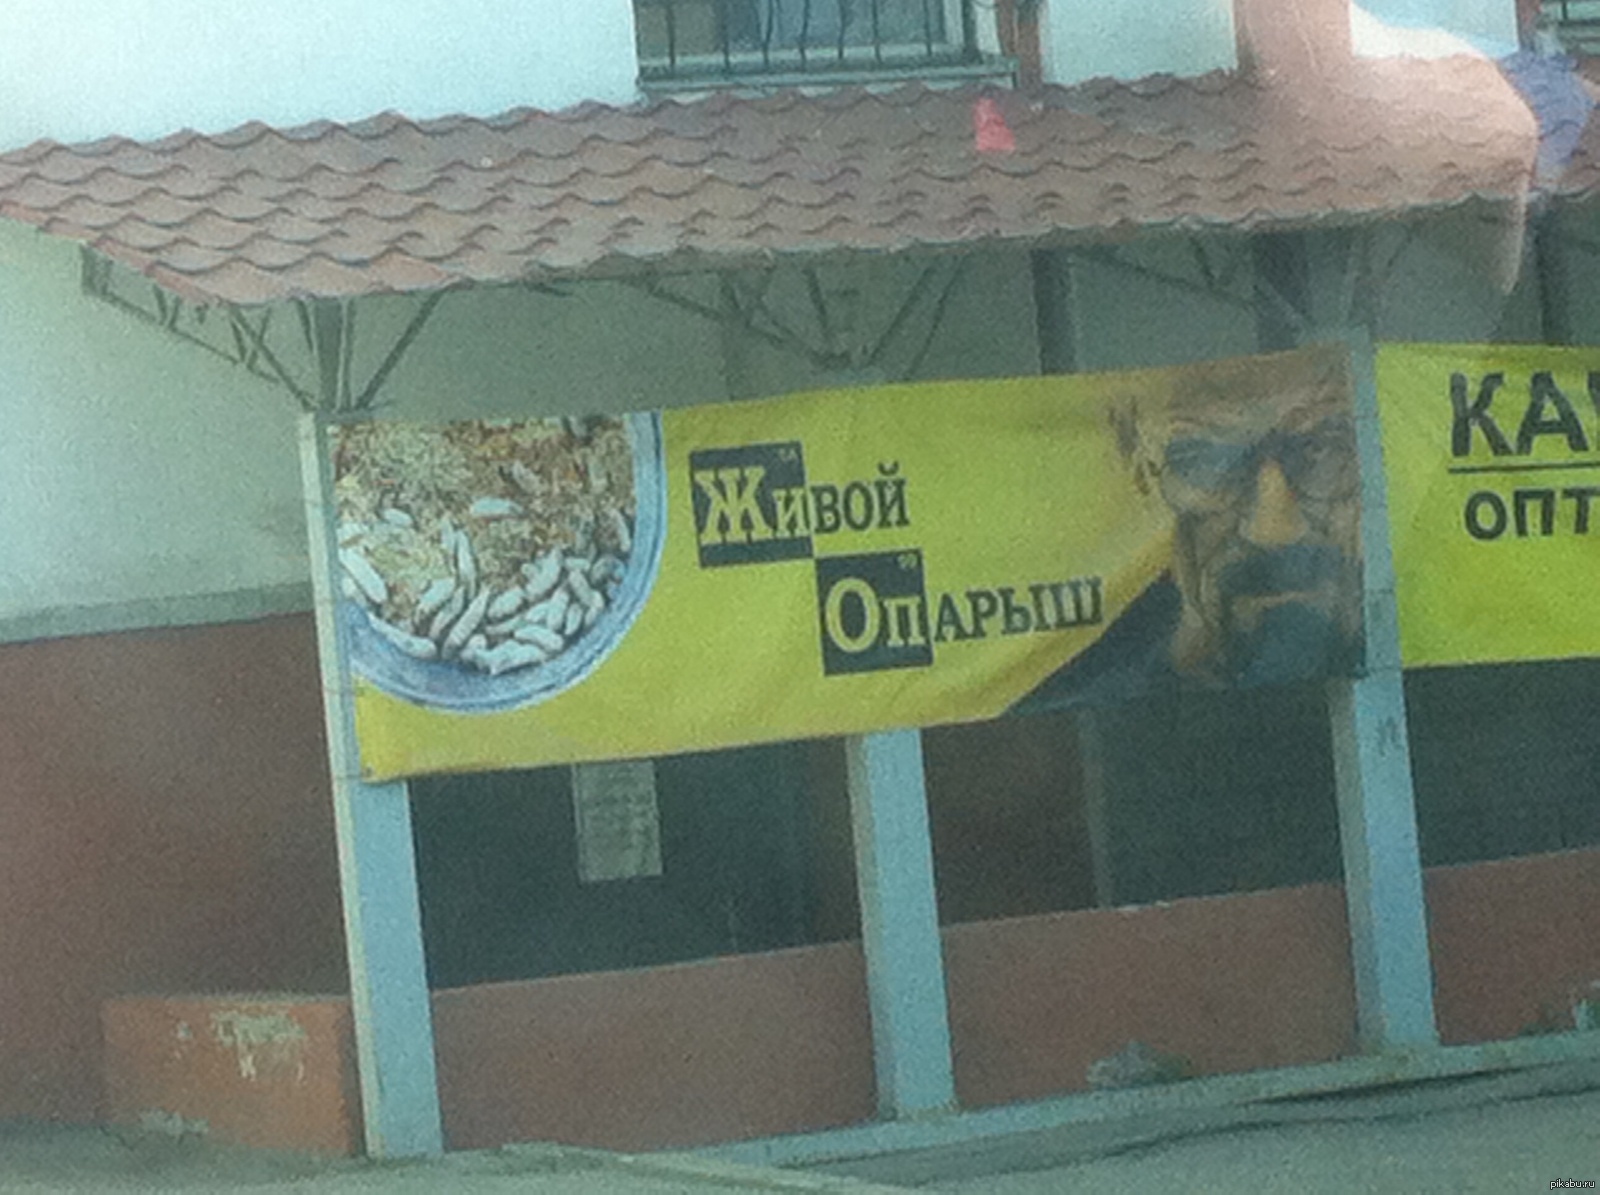 Живой
Опарыш
ОПТ
pikabu.ru